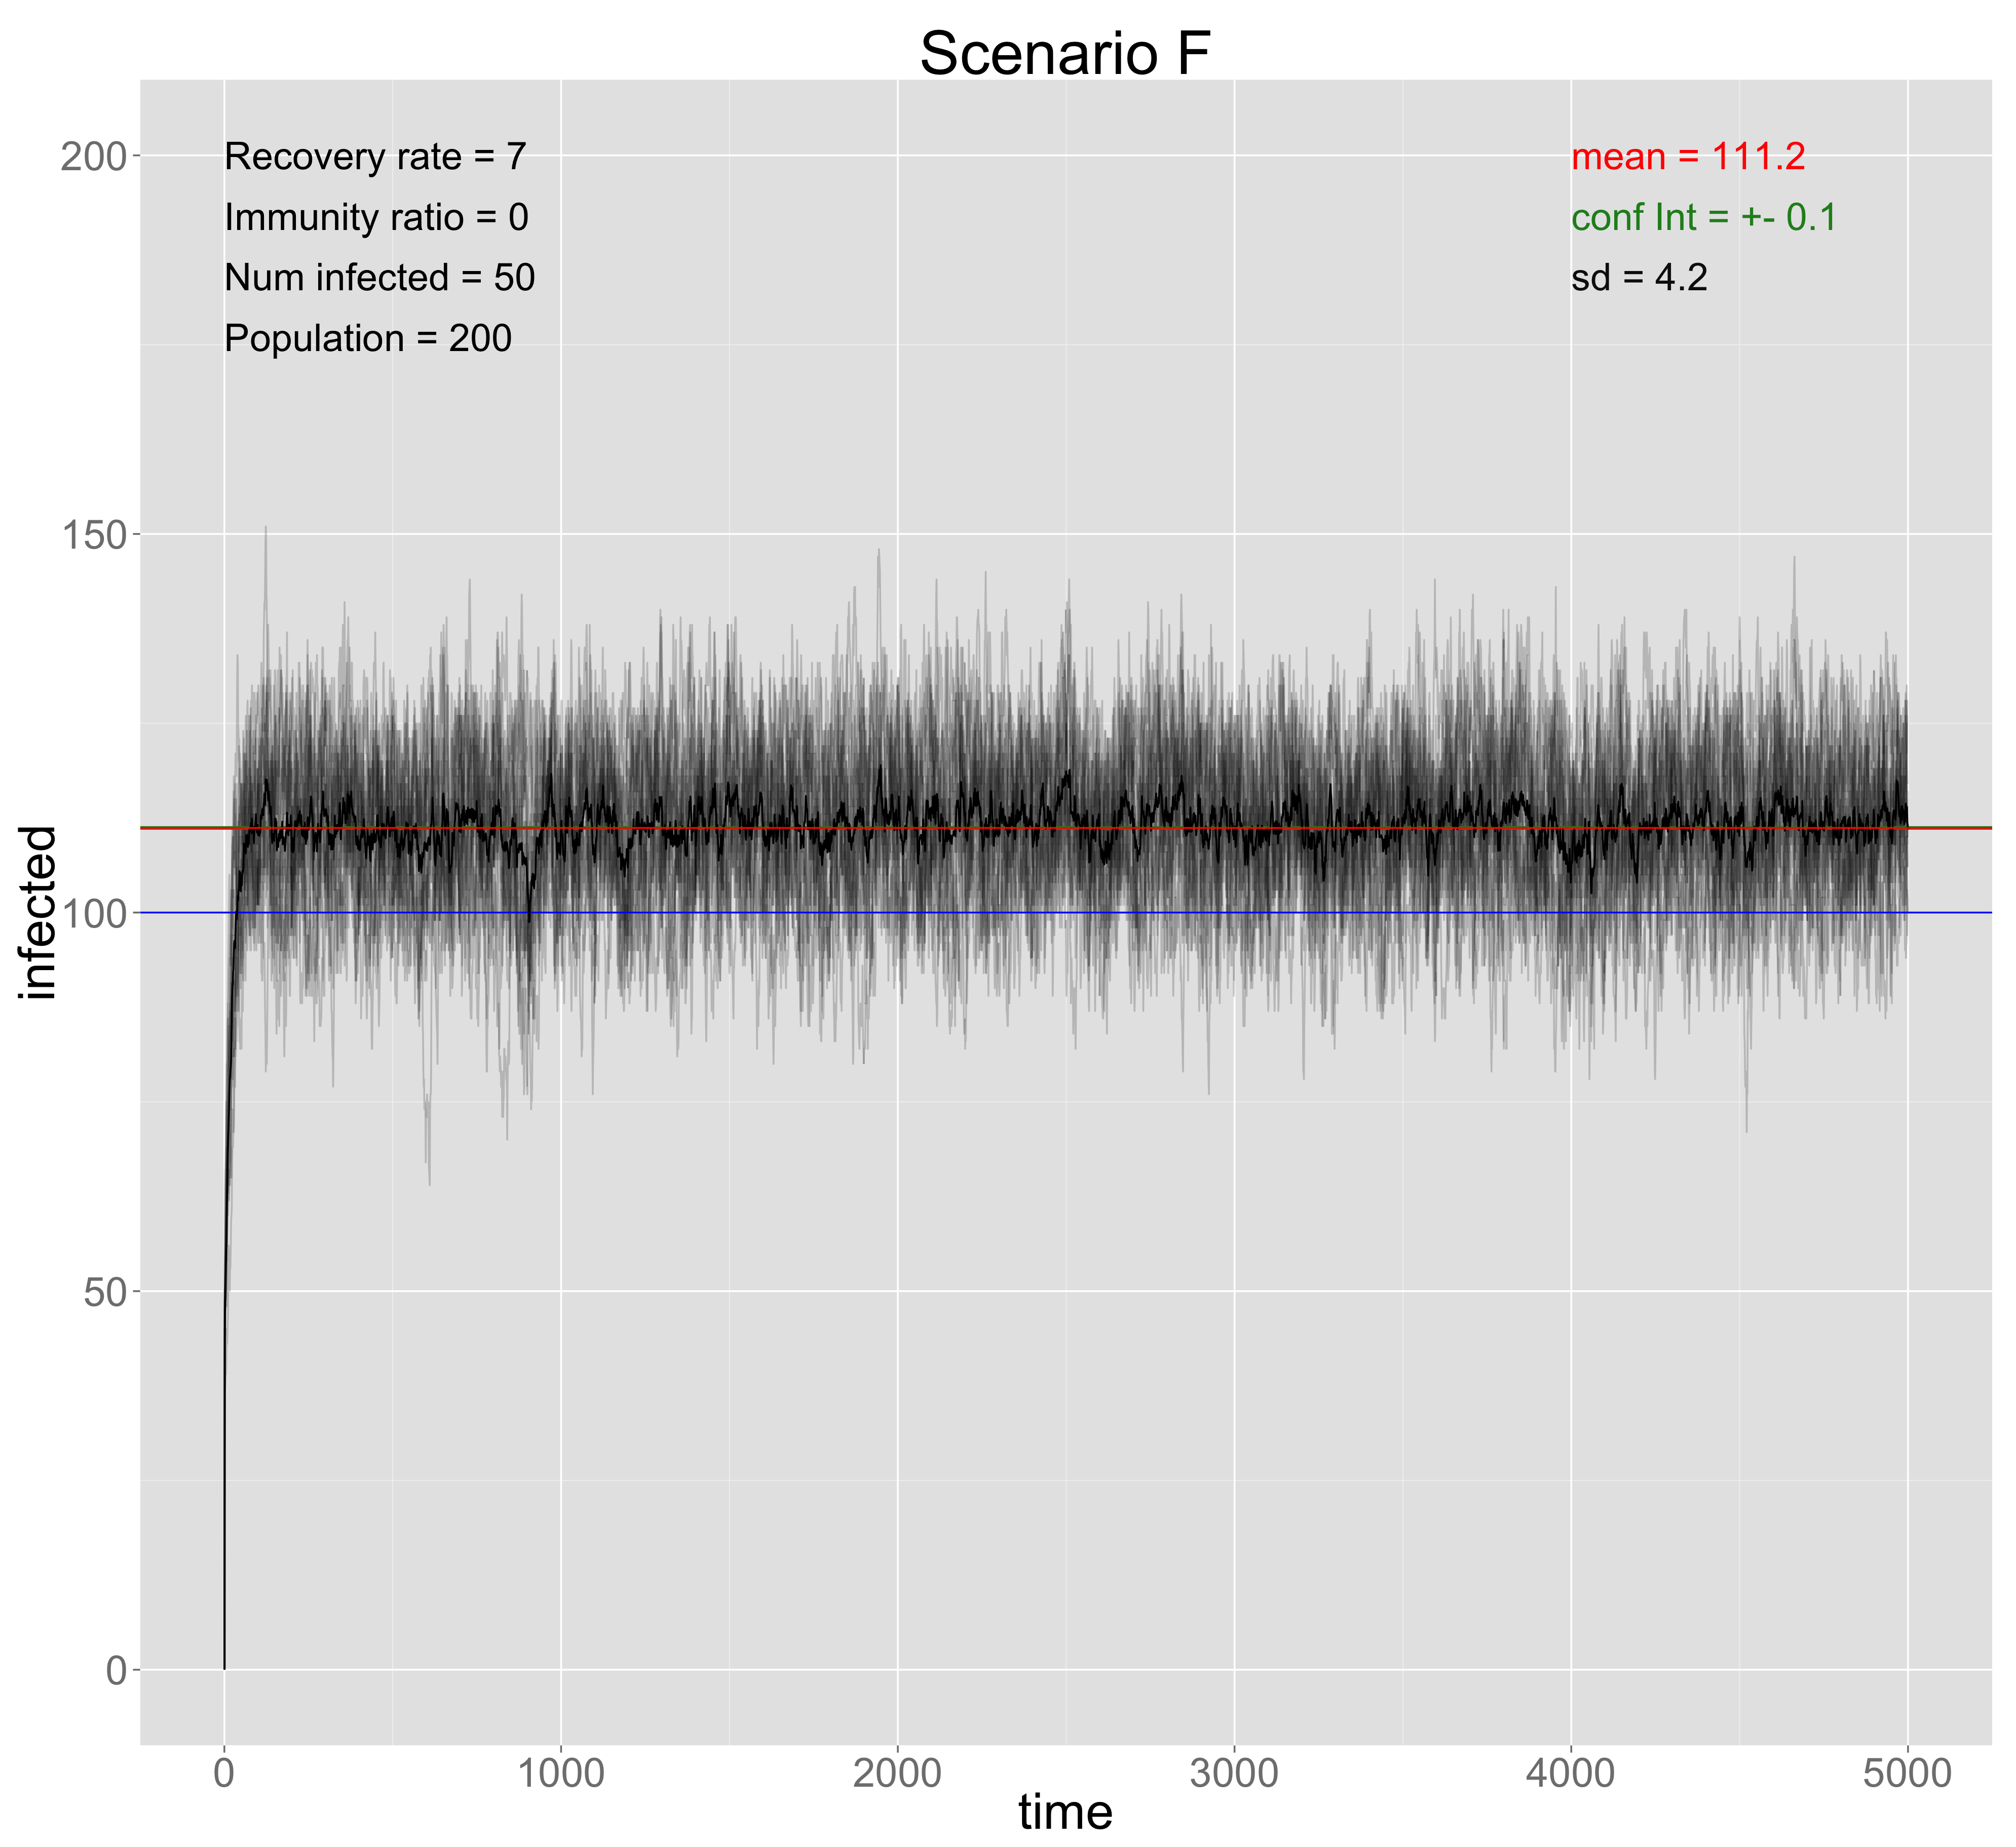 Scenario F
Recovery rate = 7
Immunity ratio = 0
Num infected = 50
Population = 200
mean = 111.2
conf Int = +- 0.1
sd = 4.2
infected
200
150
100
50
0
0 1000 2000 3000 4000 5000
time